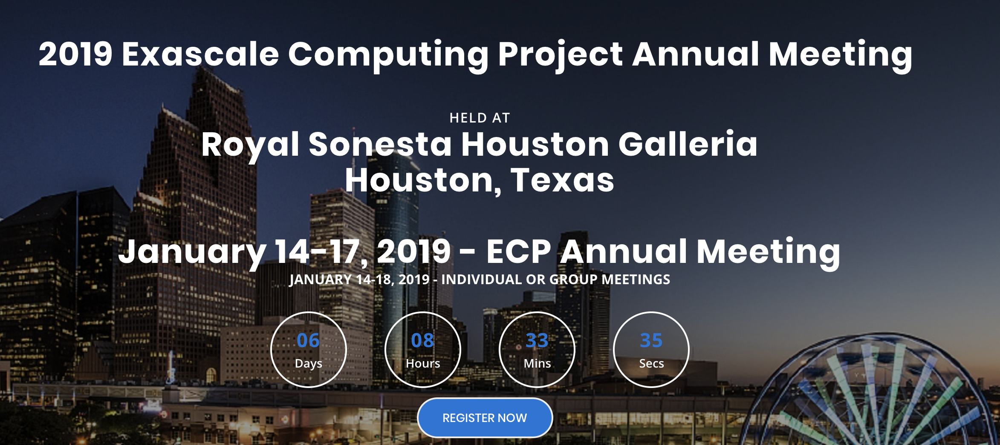 2019 Exascale Computing Project Annual Meeting
HELD AT
Royal Sonesta Houston Galleria
Houston, Texas
January 14-17, 2019 - ECP Annual Meeting
JANUARY 14-18, 2019 - INDIVIDUAL OR GROUP MEETINGS
06 08 33 35
Days Hours Mins Secs
REGISTER NOW